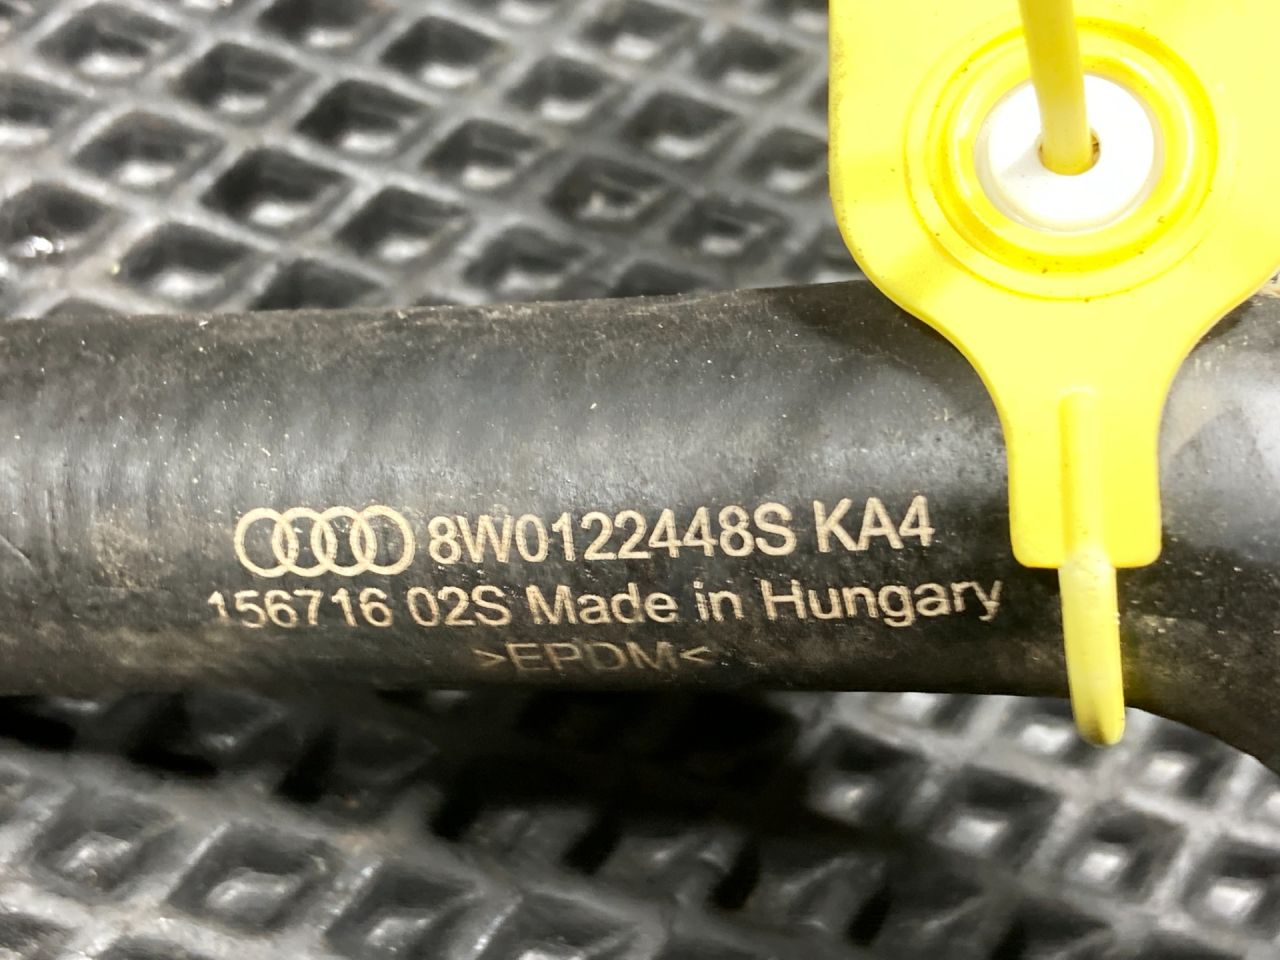 8W0122448S KA4
156716 02S Made in Hungary
>EPDM<